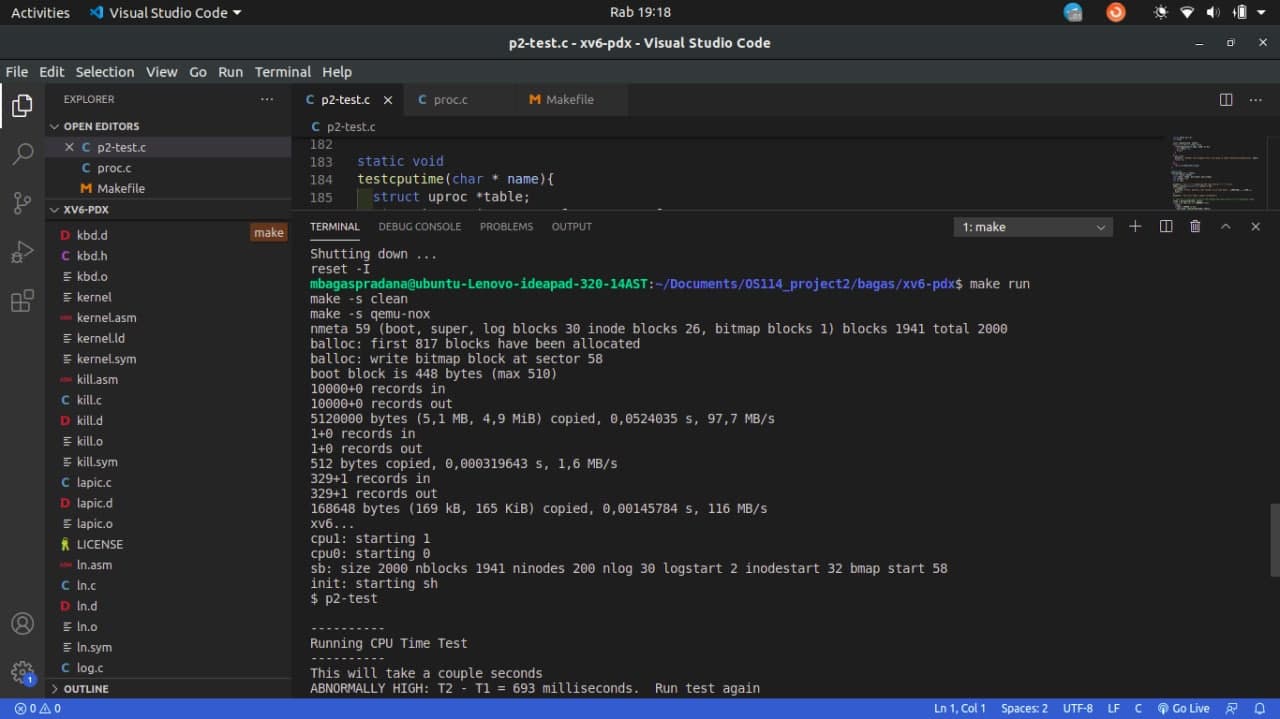 Activities Visual Studio Code Rab 19:18
p2-test.c - xv6-pdx - Visual Studio Code
File Edit Selection View Go Run Terminal Help
EXPLORER
OPEN EDITORS
p2-test.c
proc.c
Makefile
XV6-PDX
make
kbd.d
kbd.h
kbd.o
kernel
kernel.asm
kernel.ld
kernel.sym
kill.asm
kill.c
kill.d
kill.o
kill.sym
lapic.c
lapic.d
lapic.o
LICENSE
ln.asm
ln.c
ln.d
ln.o
ln.sym
log.c
OUTLINE
p2-test.c proc.c Makefile
p2-test.c
182
183 static void
184 testcputime(char * name){
185 struct uproc *table;
TERMINAL DEBUG CONSOLE PROBLEMS OUTPUT 1: make
Shutting down ...
reset -I
mbagaspradana@ubuntu-Lenovo-ideapad-320-14AST:~/Documents/OS114_project2/bagas/xv6-pdx$ make run
make -s clean
make -s qemu-nox
nmeta 59 (boot, super, log blocks 30 inode blocks 26, bitmap blocks 1) blocks 1941 total 2000
balloc: first 817 blocks have been allocated
balloc: write bitmap block at sector 58
boot block is 448 bytes (max 510)
10000+0 records in
10000+0 records out
5120000 bytes (5,1 MB, 4,9 MiB) copied, 0,0524035 s, 97,7 MB/s
1+0 records in
1+0 records out
512 bytes copied, 0,000319643 s, 1,6 MB/s
329+1 records in
329+1 records out
168648 bytes (169 kB, 165 KiB) copied, 0,00145784 s, 116 MB/s
xv6...
cpu1: starting 1
cpu0: starting 0
sb: size 2000 nblocks 1941 ninodes 200 nlog 30 logstart 2 inodestart 32 bmap start 58
init: starting sh
$ p2-test
----------
Running CPU Time Test
----------
This will take a couple seconds
ABNORMALLY HIGH: T2 - T1 = 693 milliseconds.  Run test again
1
0 0 Ln 1, Col 1 Spaces: 2 UTF-8 LF C Go Live